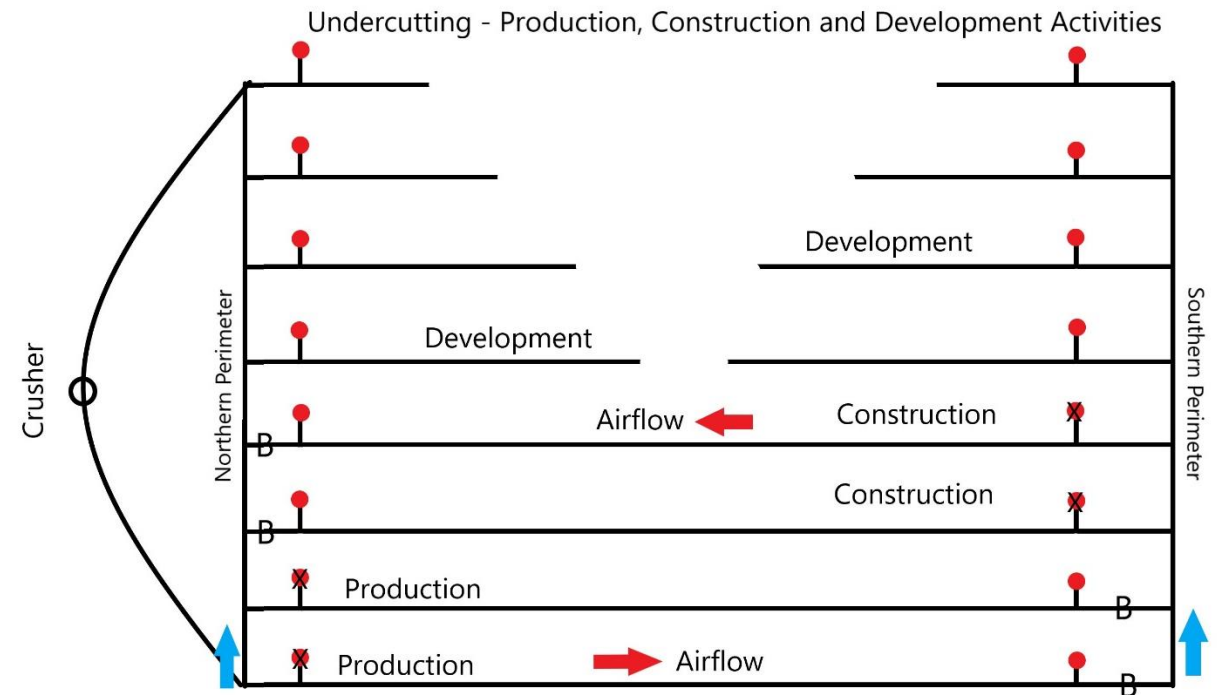 Undercutting - Production, Construction and Development Activities
Development
Southern Perimeter
Northern Perimeter
Development
Crusher
Airflow
Construction
X
B
Construction
X
B
X
Production
B
X
Production
Airflow
B